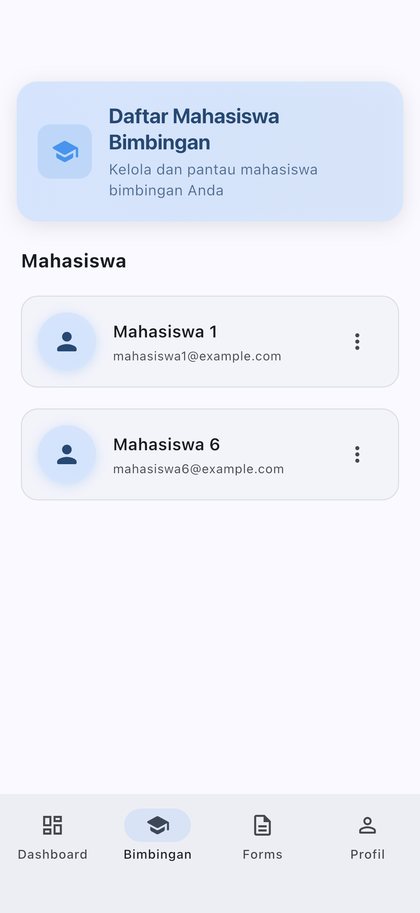 Daftar Mahasiswa
Bimbingan
Kelola dan pantau mahasiswa
bimbingan Anda
Mahasiswa
Mahasiswa 1
mahasiswa1@example.com
Mahasiswa 6
mahasiswa6@example.com
Dashboard
Bimbingan
Forms
Profil